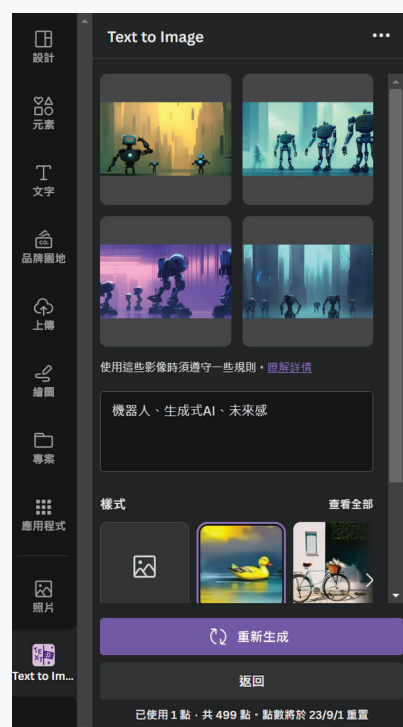 設計
元素
文字
品牌園地
上傳
繪圖
專案
應用程式
照片
Text to Im...
Text to Image
使用這些影像時須遵守一些規則。瞭解詳情
機器人、生成式AI、未來感
樣式
查看全部
重新生成
返回
已使用 1 點，共 499 點。點數將於 23/9/1 重置